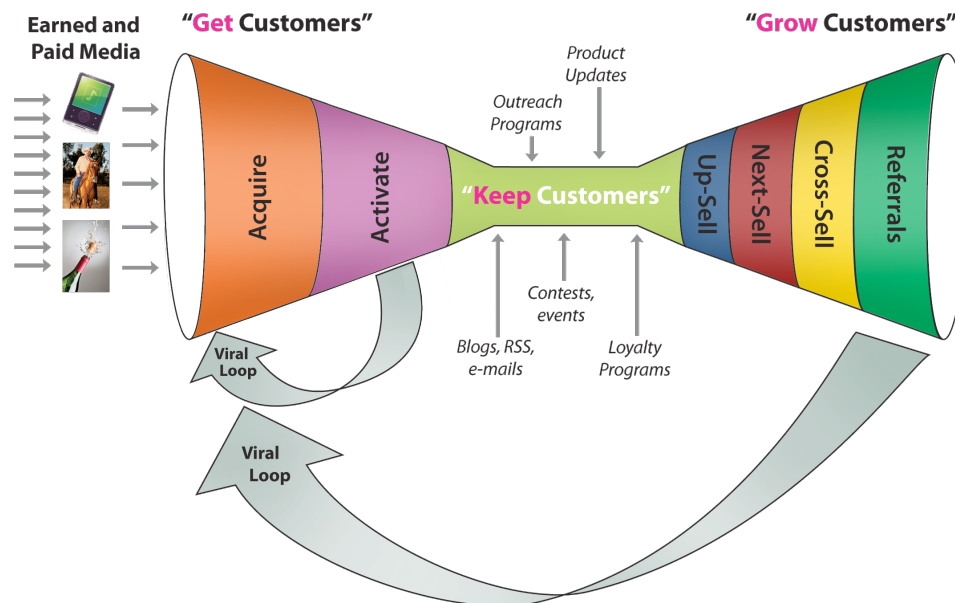 Earned and
Paid Media
“Get Customers”
“Grow Customers”
Product
Updates
Outreach
Programs
Acquire
Activate
“Keep Customers”
Up-Sell
Next-Sell
Cross-Sell
Referrals
Contests,
events
Blogs, RSS,
e-mails
Loyalty
Programs
Viral
Loop
Viral
Loop